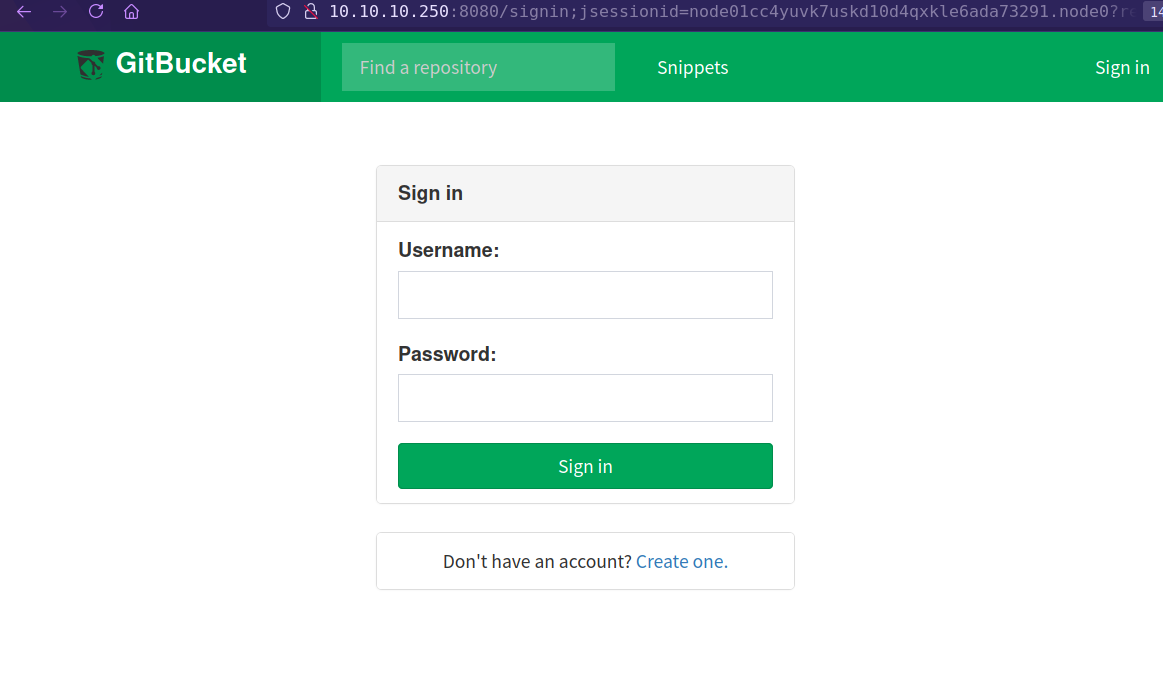 10.10.10.250:8080/signin;jsessionid=node01cc4yuvk7uskd10d4qxkle6ada73291.node0?re
GitBucket
Find a repository
Snippets
Sign in
Sign in
Username:
Password:
Sign in
Don't have an account? Create one.